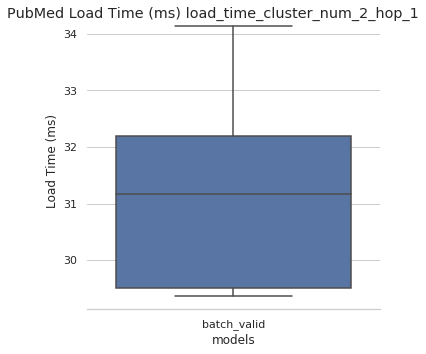 PubMed Load Time (ms) load_time_cluster_num_2_hop_1
34
33
32
31
30
Load Time (ms)
batch_valid
models